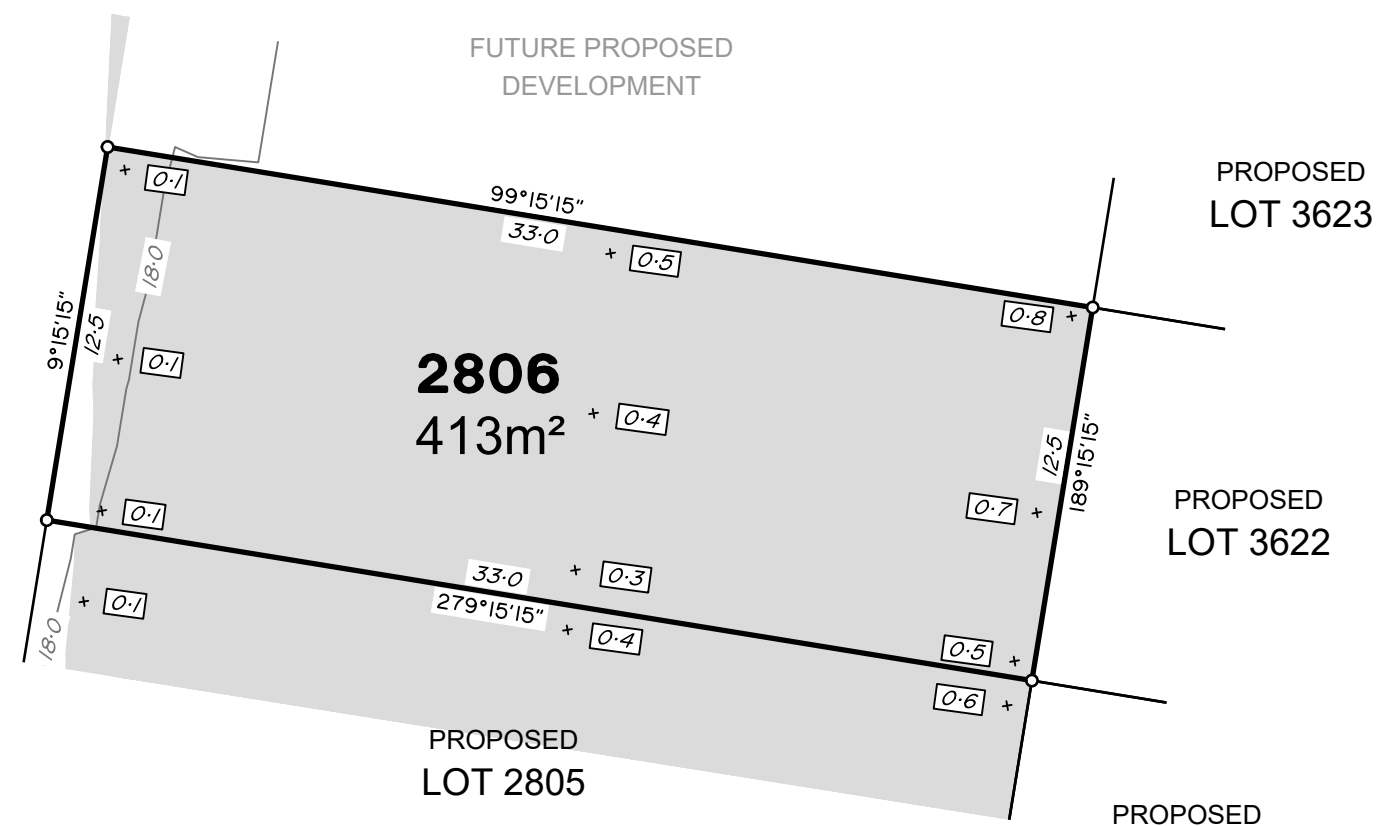 FUTURE PROPOSED
DEVELOPMENT
PROPOSED
LOT 3623
0·1
99°15'15"
33·0
0·5
18·0
0·8
9°15'15"
12·5
0·1
2806
413m²
0·4
12·5
189°15'15"
PROPOSED
LOT 3622
0·7
0·1
33·0
0·3
279°15'15"
0·1
0·4
18·0
0·5
0·6
PROPOSED
LOT 2805
PROPOSED